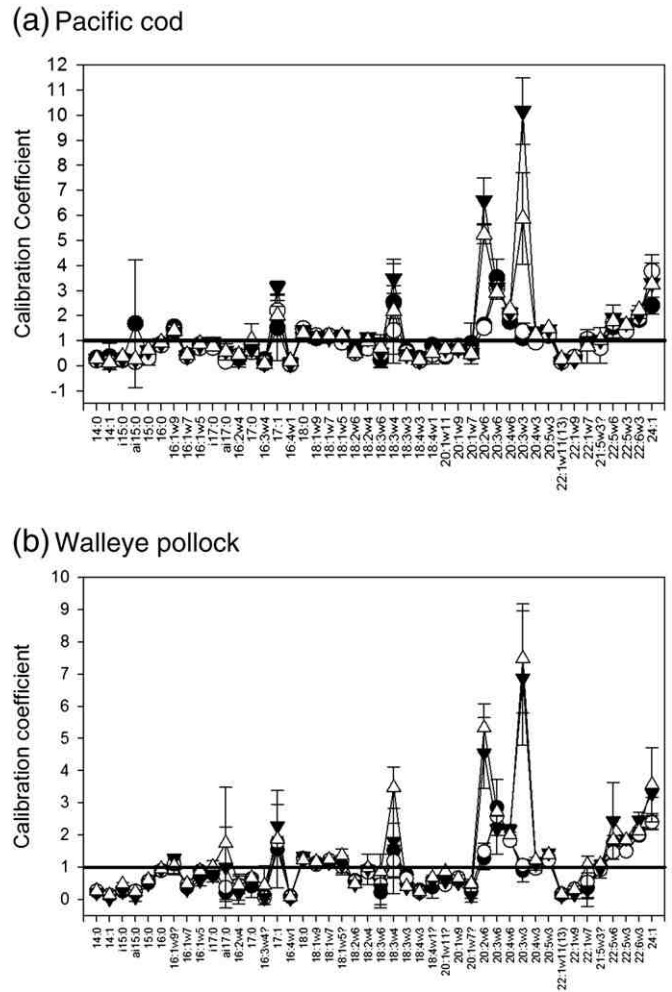 (a) Pacific cod
12
11
10
9
8
7
6
5
4
3
2
1
0
-1
Calibration Coefficient
14:0
14:1
i15:0
ai15:0
15:0
16:0
16:1w9
16:1w7
16:1w5
i17:0
ai17:0
16:2w4
17:0
16:3w4
17:1
16:4w1
18:0
18:1w9
18:1w7
18:1w5
18:2w6
18:2w4
18:3w6
18:3w4
18:3w3
18:4w3
18:4w1
20:1w11
20:1w9
20:1w7
20:2w6
20:3w6
20:4w6
20:3w3
20:4w3
20:5w3
22:1w11(13)
22:1w9
22:1w7
21:5w3?
22:5w6
22:5w3
22:6w3
24:1
(b) Walleye pollock
10
9
8
7
6
5
4
3
2
1
0
Calibration coefficient
14:0
14:1
i15:0
ai15:0
15:0
16:0
16:1w9?
16:1w7
16:1w5
i17:0
ai17:0
16:2w4
17:0
16:3w4?
17:1
16:4w1
18:0
18:1w9
18:1w7
18:1w5?
18:2w6
18:2w4
18:3w6
18:3w4
18:3w3
18:4w3
18:4w1?
20:1w11?
20:1w9
20:1w7?
20:2w6
20:3w6
20:4w6
20:3w3
20:4w3
20:5w3
22:1w11(13)
22:1w9
22:1w7
21:5w3?
22:5w6
22:5w3
22:6w3
24:1